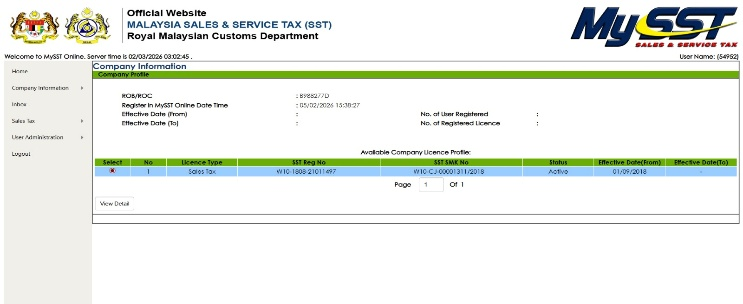 Official Website
MALAYSIA SALES & SERVICE TAX (SST)
Royal Malaysian Customs Department
MySST
SALES & SERVICE TAX
Welcome to MySST Online. Server time is 02/03/2026 03:02:45 .
User Name: (54952)
Home
Company Information
Inbox
Sales Tax
User Administration
Logout
Company Information
Company Profile
ROB/ROC : 8988277D
Register in MySST Online Date Time : 05/02/2026 15:38:27
Effective Date (From) : No. of User Registered :
Effective Date (To) : No. of Registered Licence :
Available Company Licence Profile:
Select No Licence Type SST Reg No SST SMK No Status Effective Date(From) Effective Date(To)
1 Sales Tax W10-1808-21011497 W10-CJ-00001311/2018 Active 01/09/2018 -
Page 1 Of 1
View Detail